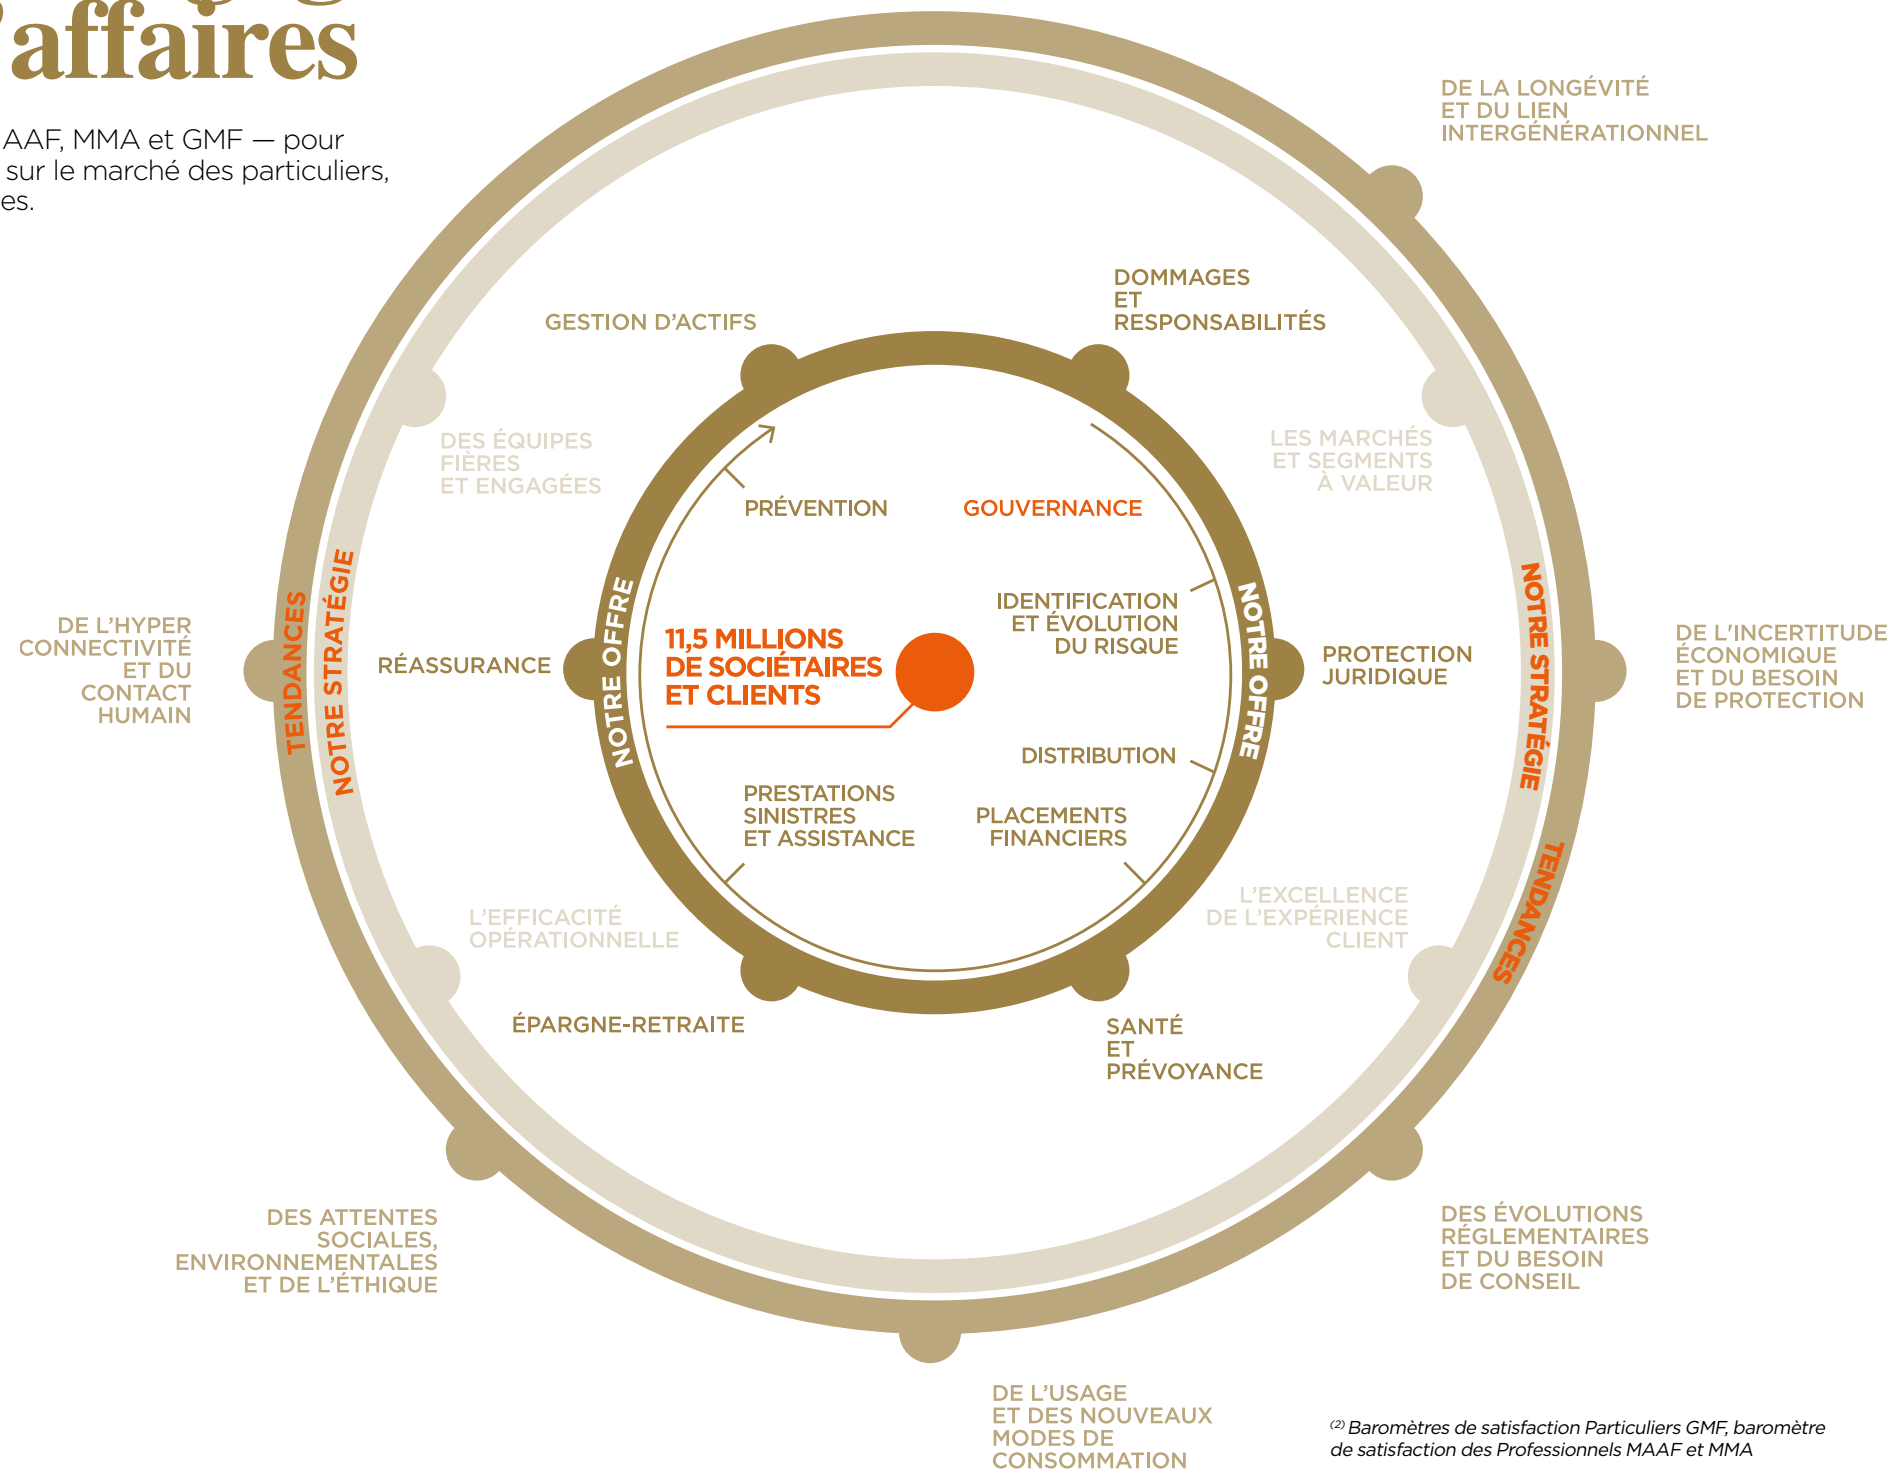 ’affaires
AAF, MMA et GMF — pour
sur le marché des particuliers,
es.
DE LA LONGÉVITÉ
ET DU LIEN
INTERGÉNÉRATIONNEL
DOMMAGES
ET
RESPONSABILITÉS
GESTION D’ACTIFS
DES ÉQUIPES
FIÈRES
ET ENGAGÉES
LES MARCHÉS
ET SEGMENTS
À VALEUR
PRÉVENTION
GOUVERNANCE
IDENTIFICATION
ET ÉVOLUTION
DU RISQUE
TENDANCES
NOTRE STRATÉGIE
NOTRE OFFRE
NOTRE OFFRE
NOTRE STRATÉGIE
TENDANCES
DE L’HYPER
CONNECTIVITÉ
ET DU
CONTACT
HUMAIN
RÉASSURANCE
11,5 MILLIONS
DE SOCIÉTAIRES
ET CLIENTS
PROTECTION
JURIDIQUE
DE L'INCERTITUDE
ÉCONOMIQUE
ET DU BESOIN
DE PROTECTION
DISTRIBUTION
PRESTATIONS
SINISTRES
ET ASSISTANCE
PLACEMENTS
FINANCIERS
L’EFFICACITÉ
OPÉRATIONNELLE
L’EXCELLENCE
DE L’EXPÉRIENCE
CLIENT
ÉPARGNE-RETRAITE
SANTÉ
ET
PRÉVOYANCE
DES ATTENTES
SOCIALES,
ENVIRONNEMENTALES
ET DE L’ÉTHIQUE
DES ÉVOLUTIONS
RÉGLEMENTAIRES
ET DU BESOIN
DE CONSEIL
DE L’USAGE
ET DES NOUVEAUX
MODES DE
CONSOMMATION
(2) Baromètres de satisfaction Particuliers GMF, baromètre
de satisfaction des Professionnels MAAF et MMA